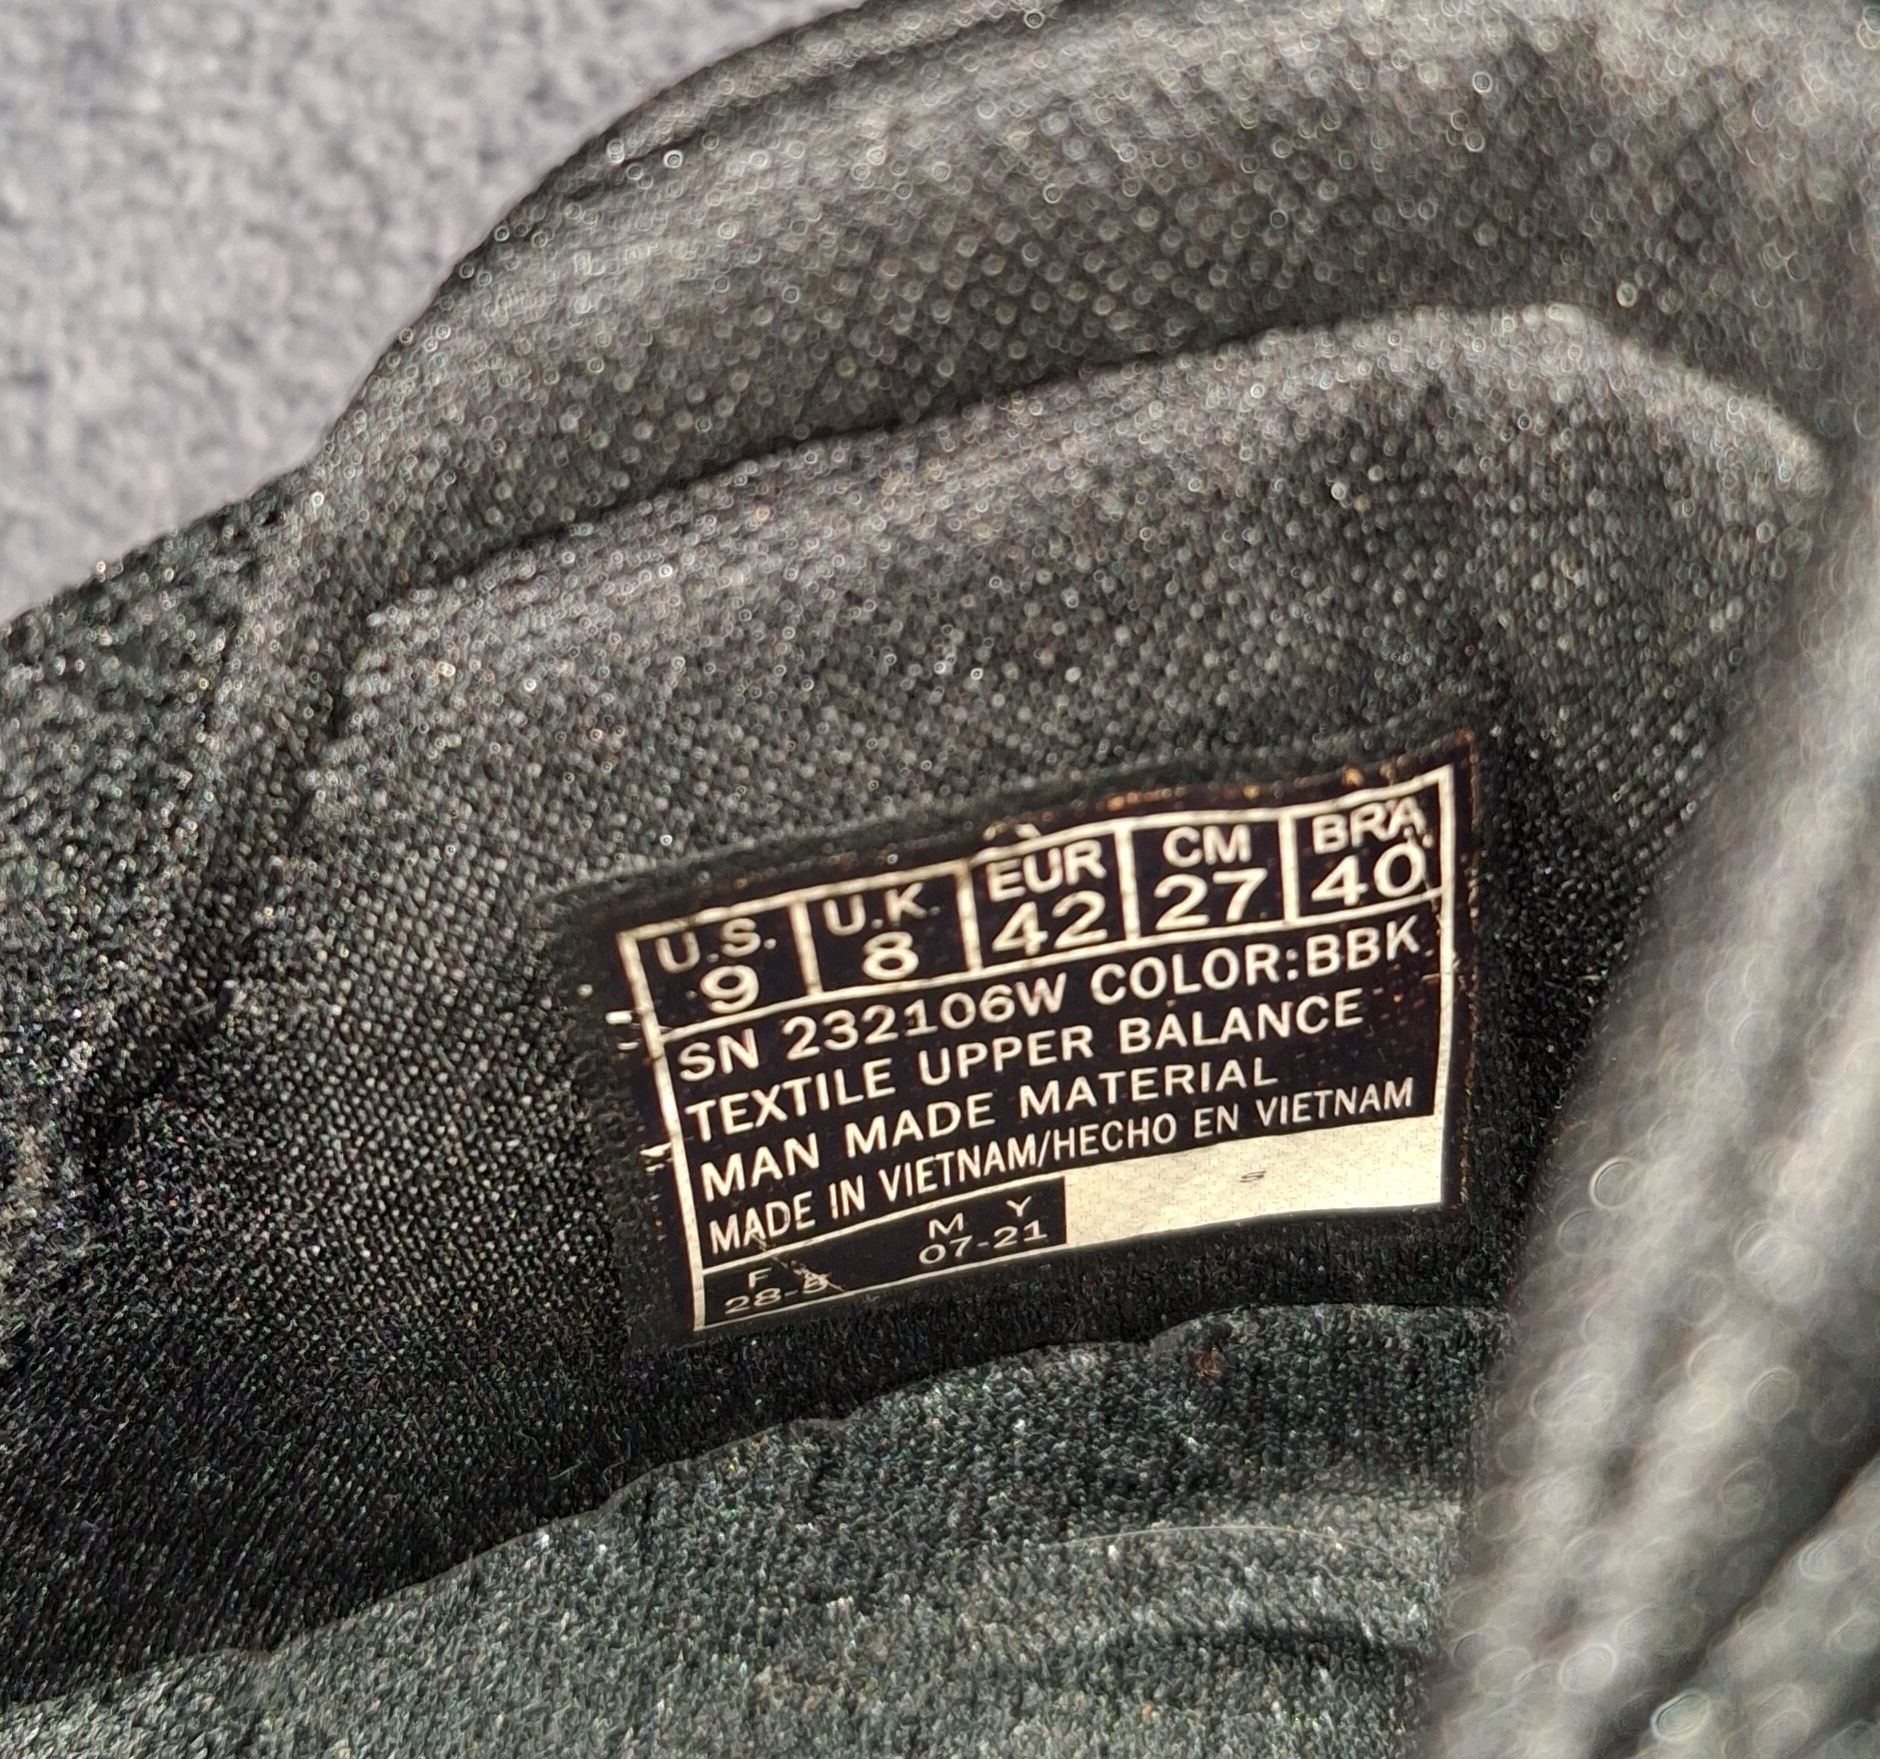 U.S. U.K. EUR CM BRA
9 8 42 27 40
SN 232106W COLOR:BBK
TEXTILE UPPER BALANCE
MAN MADE MATERIAL
MADE IN VIETNAM/HECHO EN VIETNAM
F M Y
07-21
S